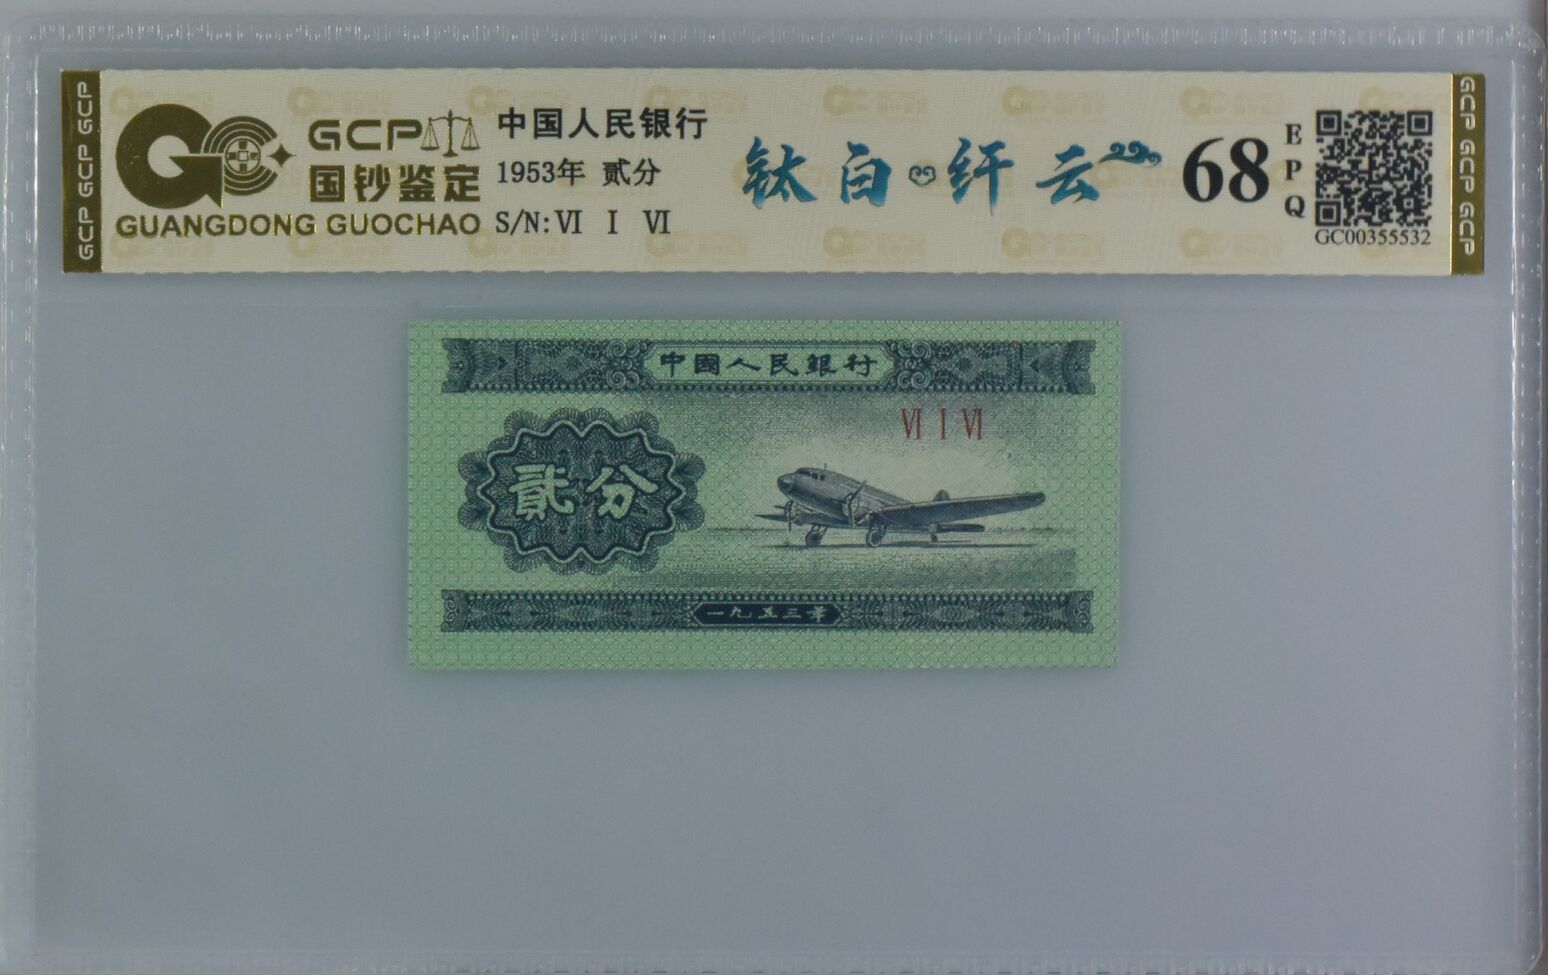 GCP GCP GCP
GCP
国钞鉴定
GUANGDONG GUOCHAO
中国人民银行
1953年 贰分
S/N: Ⅵ Ⅰ Ⅵ
钛白·纤云
68
EPQ
GC00355532
GCP GCP GCP
中國人民銀行
Ⅵ Ⅰ Ⅵ
貳分
一九五三年